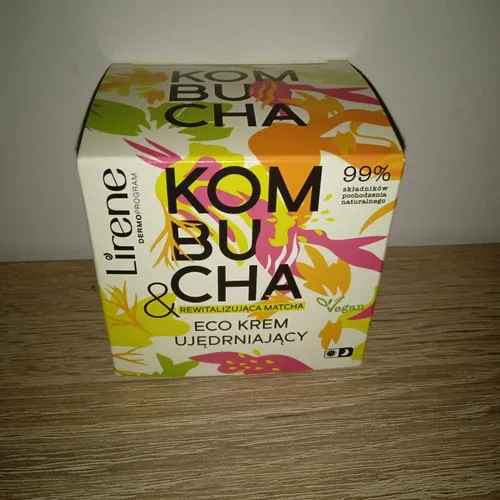 KOM
BU
CHA
Lirene
DERMOPROGRAM
KOM
BU
& CHA
REWITALIZUJĄCA MATCHA
ECO KREM
UJĘDRNIAJĄCY
99%
składników
pochodzenia
naturalnego
Vegan